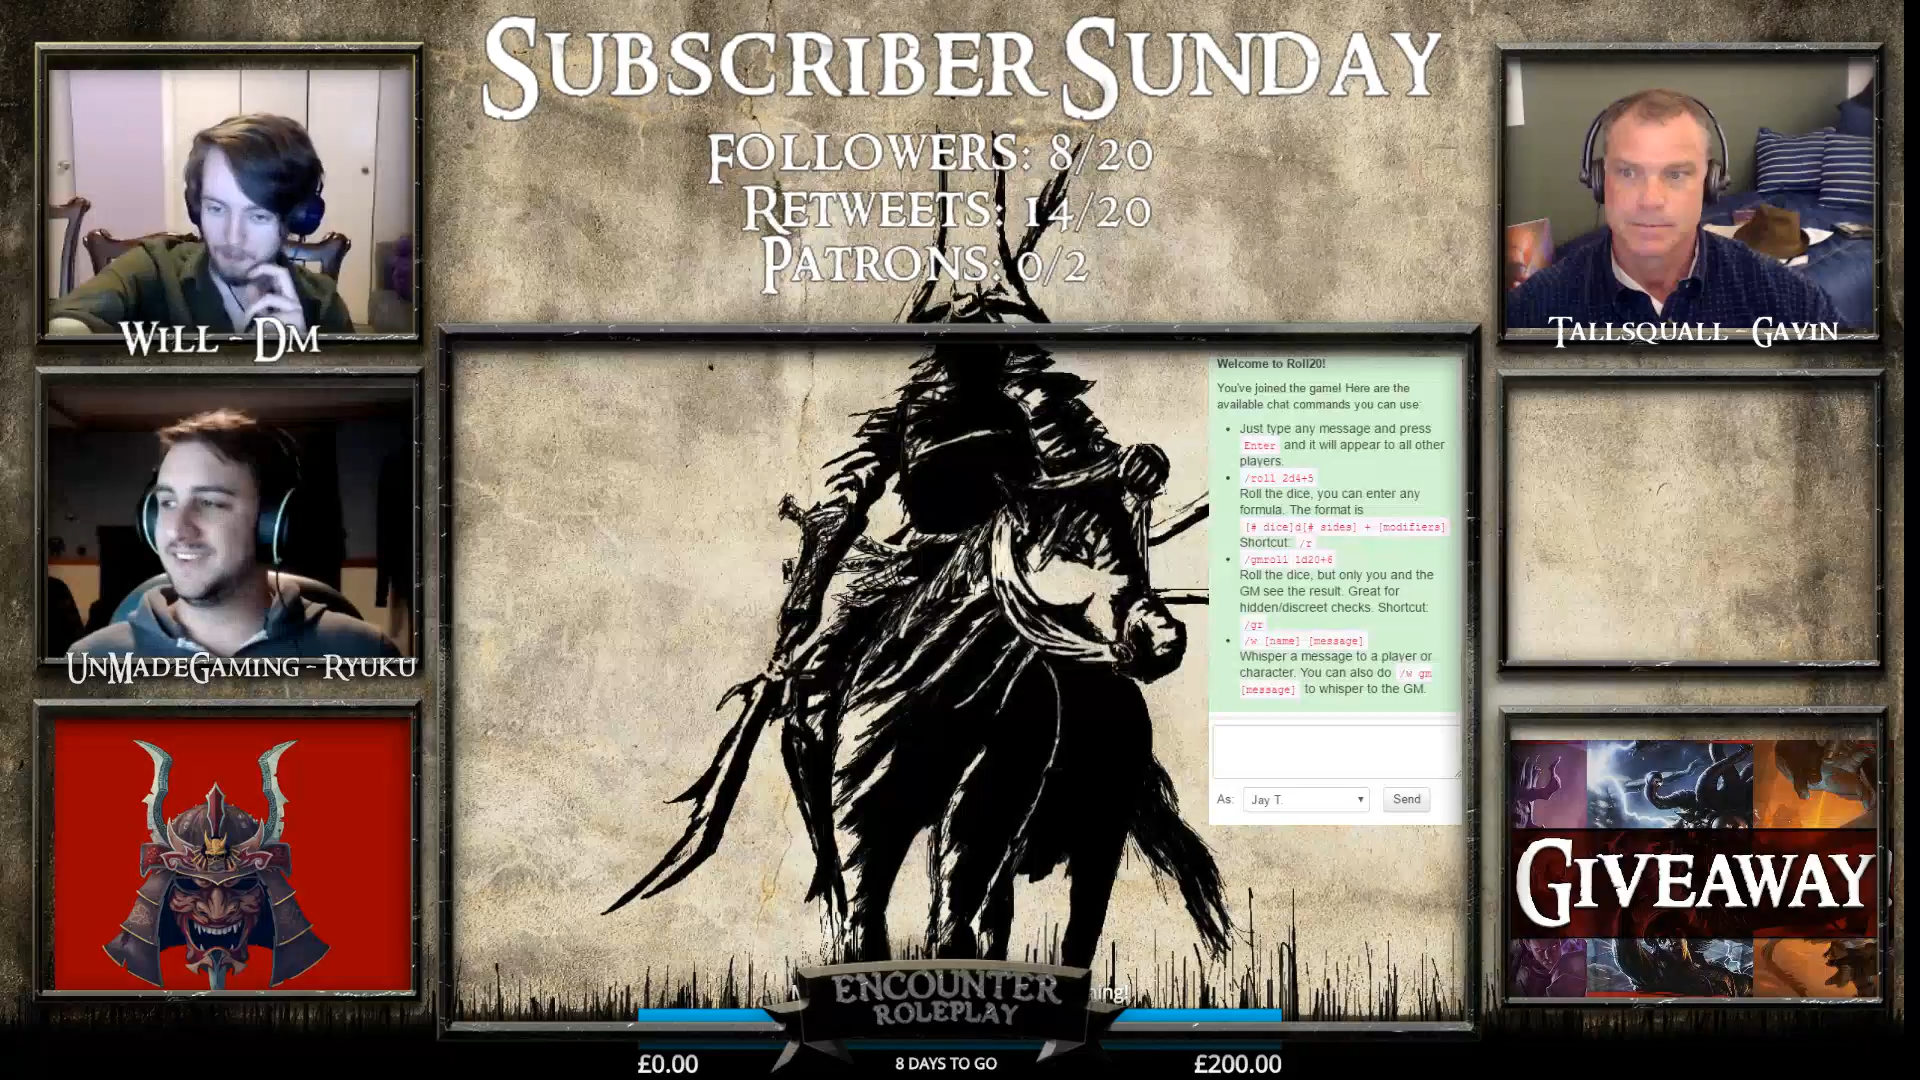 Subscriber Sunday
Followers: 8/20
Retweets: 14/20
Patrons: 0/2
Will - Dm
Tallsquall - Gavin
UnMadeGaming - Ryuku
Welcome to Roll20!
You've joined the game! Here are the
available chat commands you can use:
Just type any message and press
Enter and it will appear to all other
players.
/roll 2d4+5
Roll the dice, you can enter any
formula. The format is
[# dice]d[# sides] + [modifiers]
Shortcut: /r
/gmroll 1d20+6
Roll the dice, but only you and the
GM see the result. Great for
hidden/discreet checks. Shortcut:
/gr
/w [name] [message]
Whisper a message to a player or
character. You can also do /w gm
[message] to whisper to the GM.
As: Jay T. Send
Giveaway
ENCOUNTER
ROLEPLAY
£0.00 8 DAYS TO GO £200.00